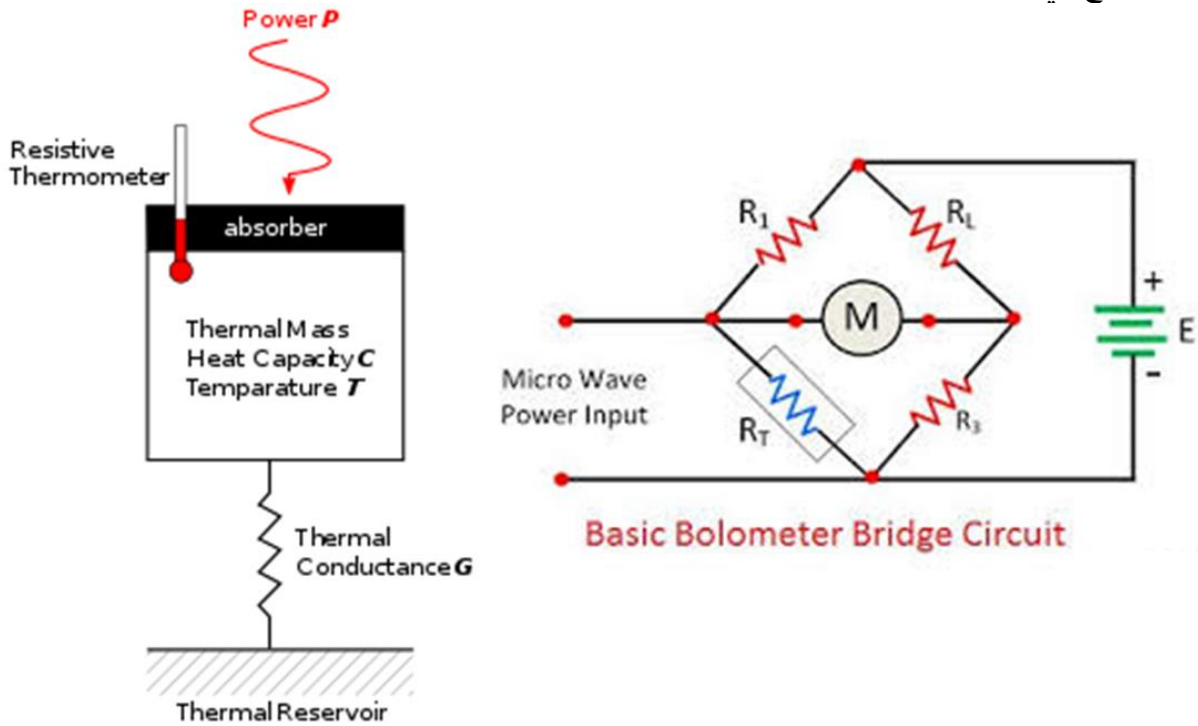 Power P
Resistive
Thermometer
absorber
Thermal Mass
Heat Capacity C
Temparature T
Thermal
Conductance G
Thermal Reservoir
R1
RL
M
+
E
-
Micro Wave
Power Input
RT
R3
Basic Bolometer Bridge Circuit